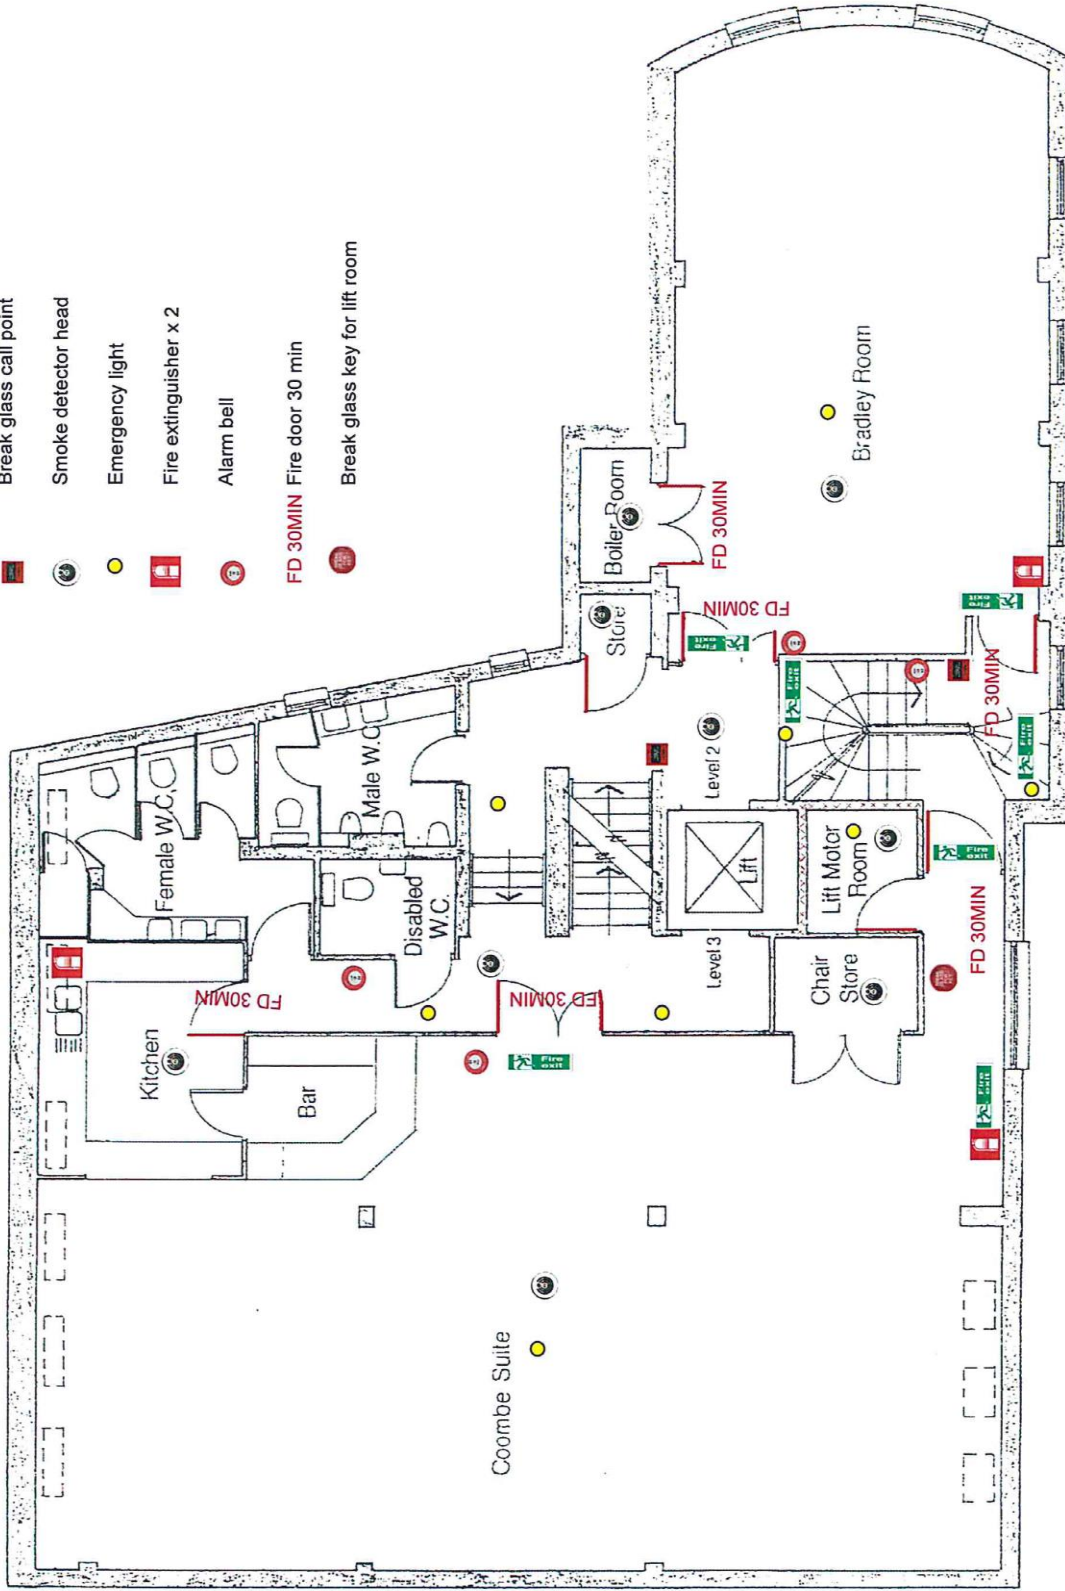 Break glass call point
Smoke detector head
Emergency light
Fire extinguisher x 2
Alarm bell
FD 30MIN Fire door 30 min
Break glass key for lift room
Female W.C.
Male W.C
Disabled
W.C.
Kitchen
FD 30MIN
Bar
FD 30MIN
FD
Fire exit
Store
Boiler Room
FD 30MIN
FD 30MIN
Fire exit
Level 2
Lift
Level 3
Lift Motor
Room
Chair
Store
Fire exit
Fire exit
FD 30MIN
Fire exit
Fire exit
FD 30MIN
Fire exit
Bradley Room
Coombe Suite